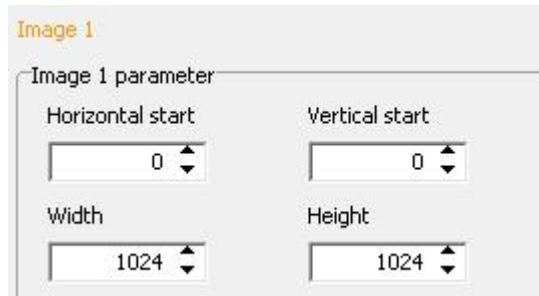 Image 1
Image 1 parameter
Horizontal start Vertical start
0 0
Width Height
1024 1024